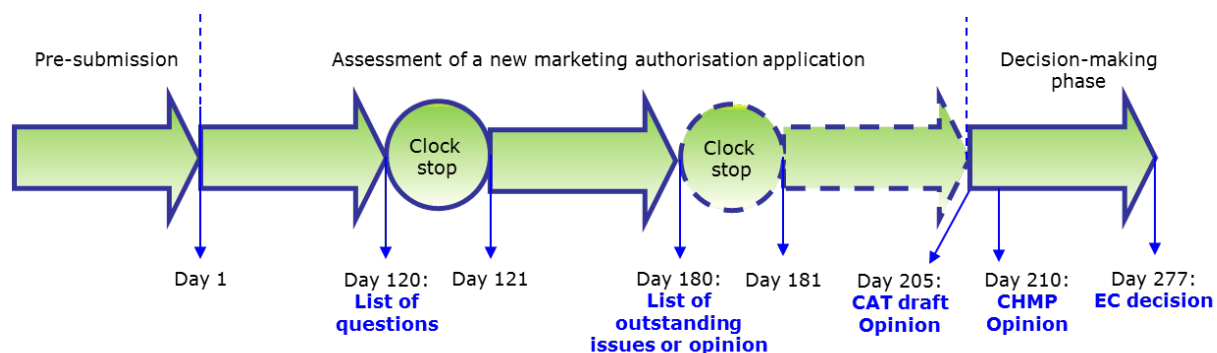 Pre-submission
Assessment of a new marketing authorisation application
Decision-making
phase
Clock
stop
Clock
stop
Day 1
Day 120:
List of
questions
Day 121
Day 180:
List of
outstanding
issues or opinion
Day 181
Day 205:
CAT draft
Opinion
Day 210:
CHMP
Opinion
Day 277:
EC decision